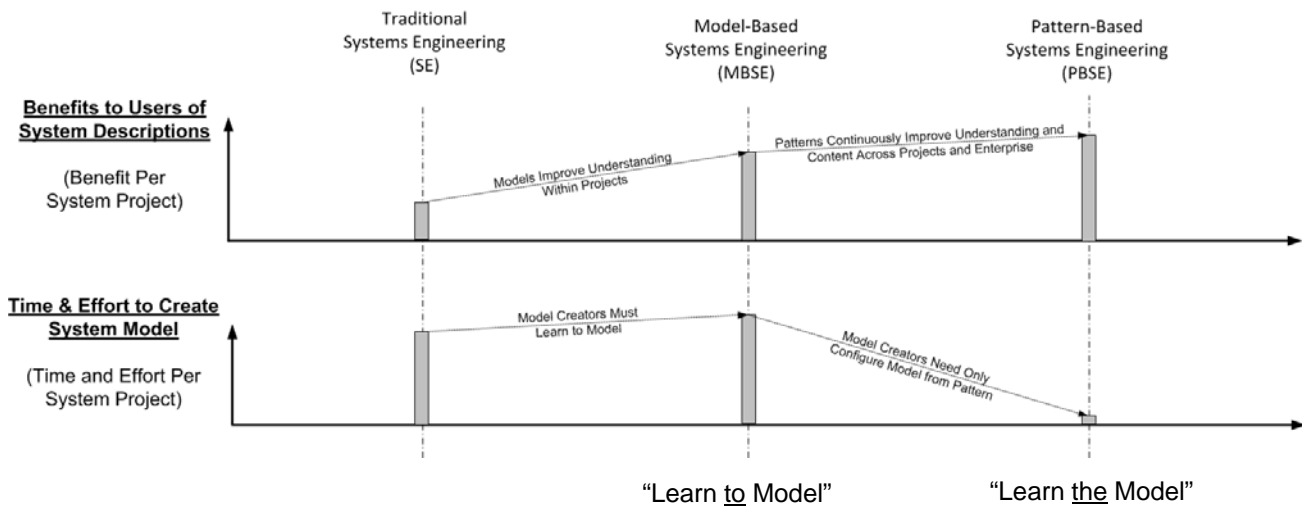 Traditional
Systems Engineering
(SE)
Model-Based
Systems Engineering
(MBSE)
Pattern-Based
Systems Engineering
(PBSE)
Benefits to Users of
System Descriptions
(Benefit Per
System Project)
Models Improve Understanding
Within Projects
Patterns Continuously Improve Understanding and
Content Across Projects and Enterprise
Time & Effort to Create
System Model
(Time and Effort Per
System Project)
Model Creators Must
Learn to Model
Model Creators Need Only
Configure Model from Pattern
“Learn to Model”
“Learn the Model”